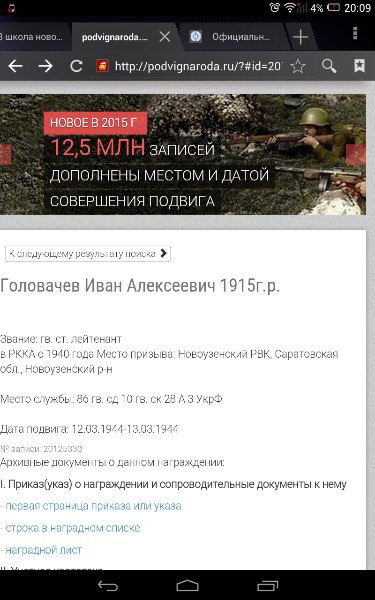 4% 20:09
3 школа ново...
podvignaroda....
Официальн...
http://podvignaroda.ru/?#id=20
НОВОЕ В 2015 Г.
12,5 МЛН ЗАПИСЕЙ
ДОПОЛНЕНЫ МЕСТОМ И ДАТОЙ
СОВЕРШЕНИЯ ПОДВИГА
К следующему результату поиска
Головачев Иван Алексеевич 1915г.р.
Звание: гв. ст. лейтенант
в РККА с 1940 года Место призыва: Новоузенский РВК, Саратовская
обл., Новоузенский р-н
Место службы: 86 гв. сд 10 гв. ск 28 А 3 УкрФ
Дата подвига: 12.03.1944-13.03.1944
№ записи: 20125330
Архивные документы о данном награждении:
I. Приказ(указ) о награждении и сопроводительные документы к нему
- первая страница приказа или указа
- строка в наградном списке
- наградной лист